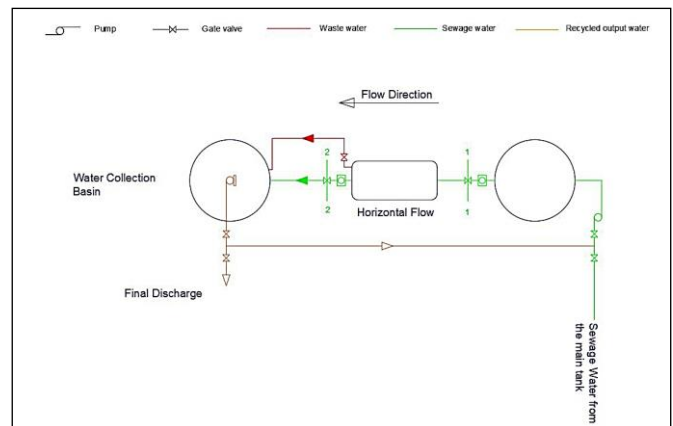 Pump
Gate valve
Waste water
Sewage water
Recycled output water
Flow Direction
2
1
Water Collection
Basin
Horizontal Flow
2
1
Final Discharge
Sewage Water from
the main tank